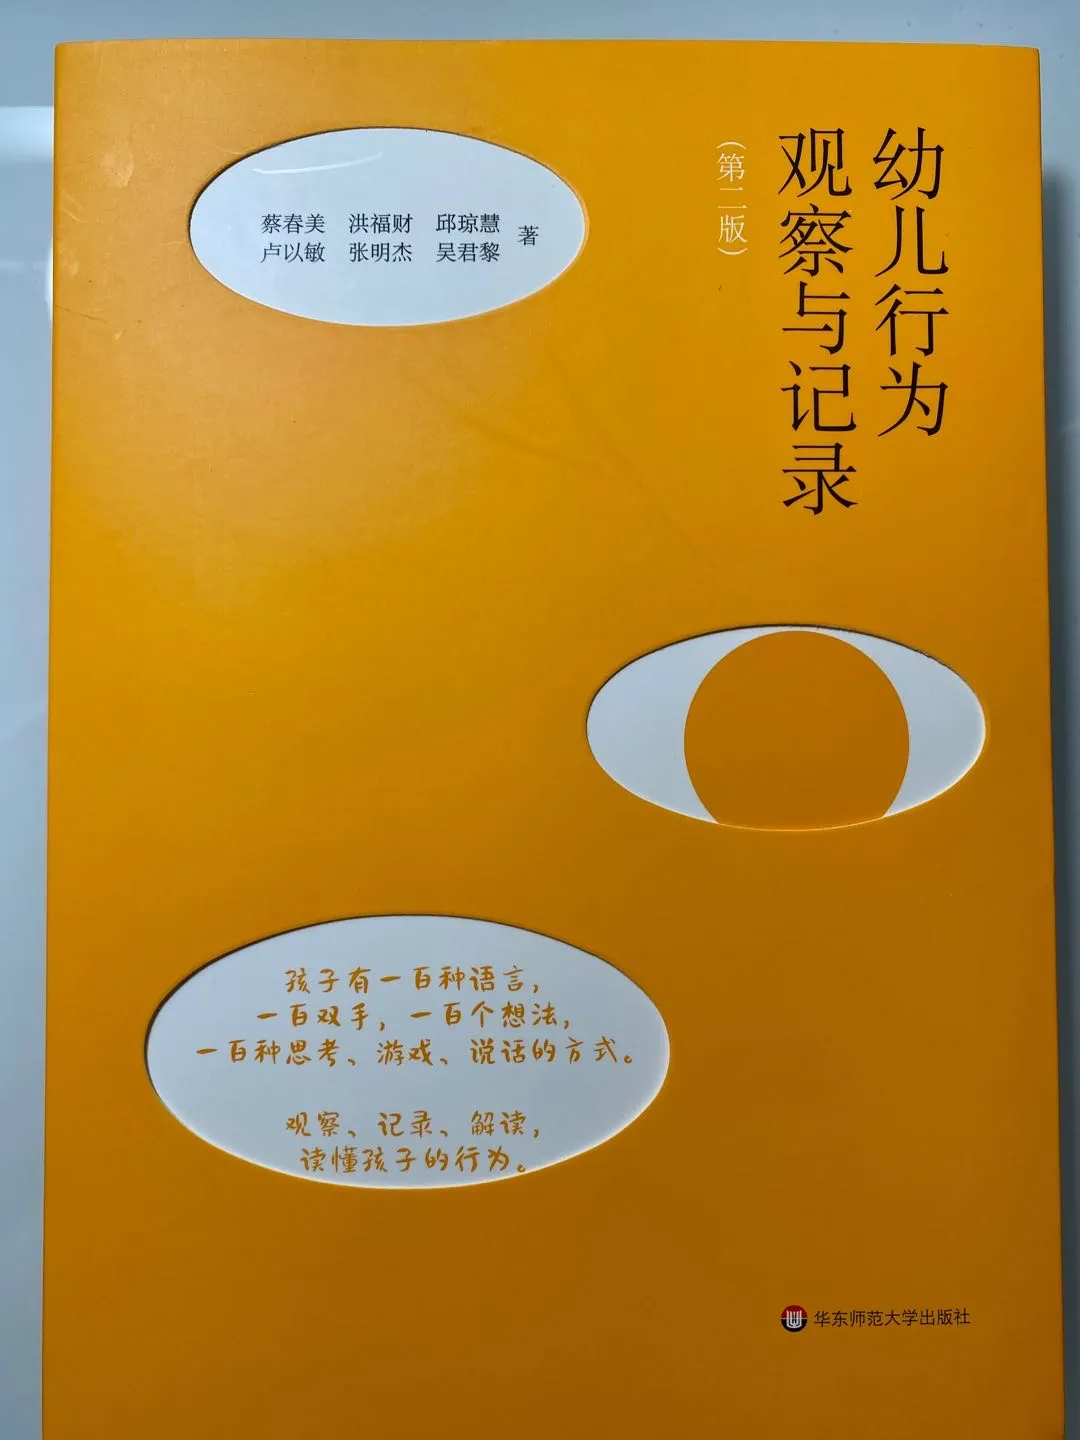 幼儿行为
观察与记录
（第二版）
蔡春美 洪福财 邱琼慧
卢以敏 张明杰 吴君黎 著
孩子有一百种语言，
一百双手，一百个想法，
一百种思考、游戏、说话的方式。
观察、记录、解读，
读懂孩子的行为。
华东师范大学出版社